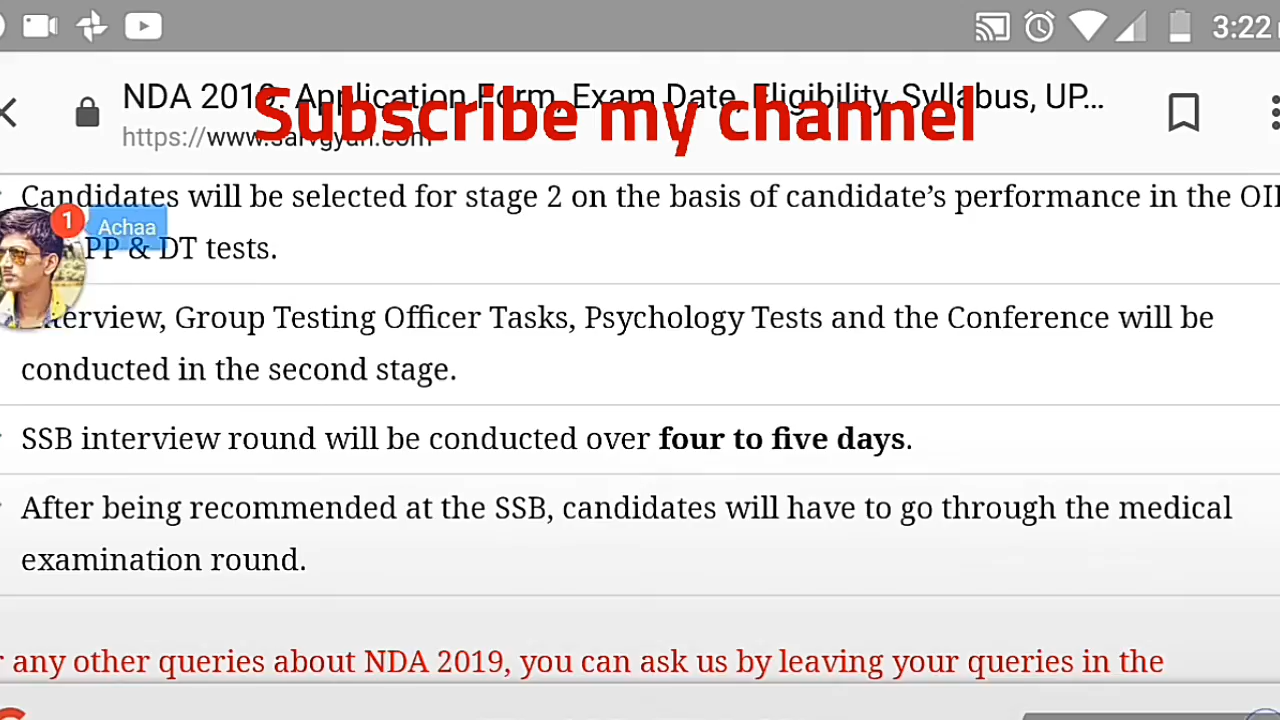 3:22
NDA 2019: Application Form, Exam Date, Eligibility, Syllabus, UP...
Subscribe my channel
https://www.sarvgyan.com
Candidates will be selected for stage 2 on the basis of candidate’s performance in the
1
Achaa
PP & DT tests.
Group Testing Officer Tasks, Psychology Tests and the Conference will be
conducted in the second stage.
SSB interview round will be conducted over four to five days.
After being recommended at the SSB, candidates will have to go through the medical
examination round.
any other queries about NDA 2019, you can ask us by leaving your queries in the